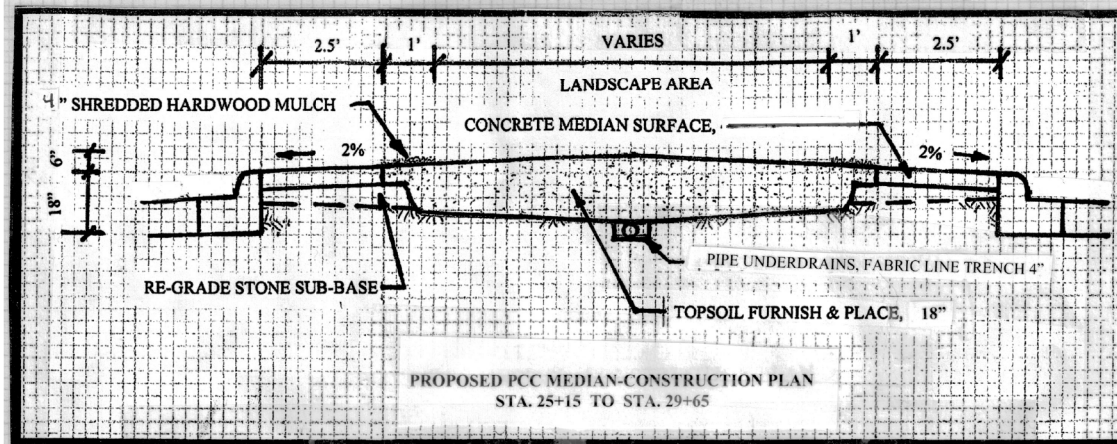 2.5' 1' VARIES 1' 2.5'
LANDSCAPE AREA
4" SHREDDED HARDWOOD MULCH
CONCRETE MEDIAN SURFACE,
6" 2% 2%
18"
PIPE UNDERDRAINS, FABRIC LINE TRENCH 4"
RE-GRADE STONE SUB-BASE
TOPSOIL FURNISH & PLACE, 18"
PROPOSED PCC MEDIAN-CONSTRUCTION PLAN
STA. 25+15 TO STA. 29+65